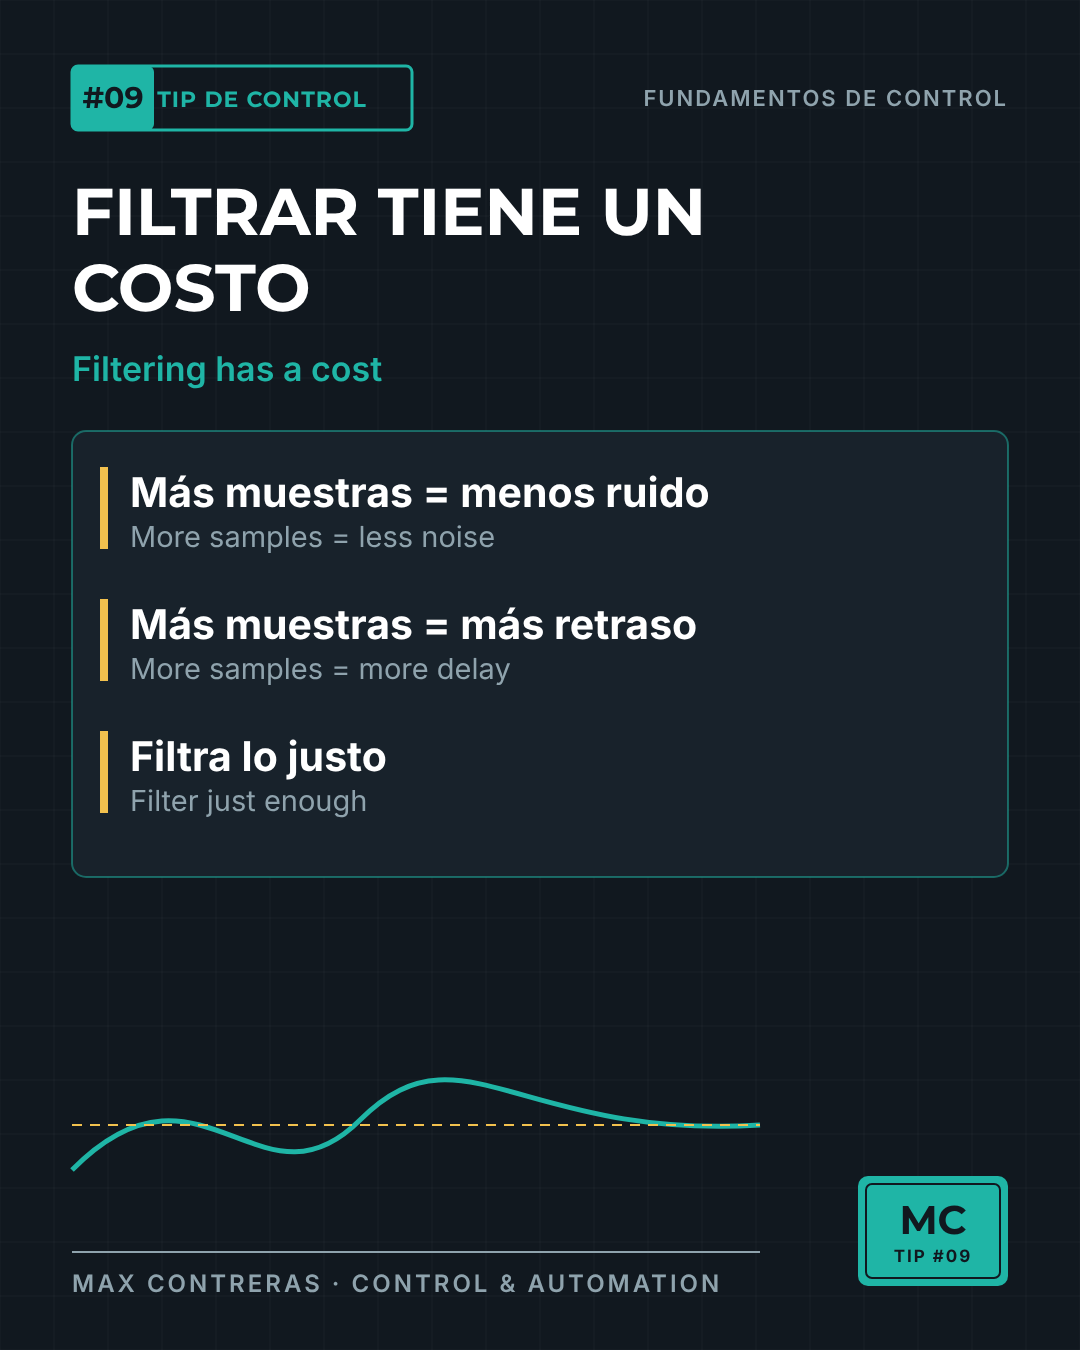 #09 TIP DE CONTROL
FUNDAMENTOS DE CONTROL
FILTRAR TIENE UN
COSTO
Filtering has a cost
Más muestras = menos ruido
More samples = less noise
Más muestras = más retraso
More samples = more delay
Filtra lo justo
Filter just enough
MC
TIP #09
MAX CONTRERAS · CONTROL & AUTOMATION